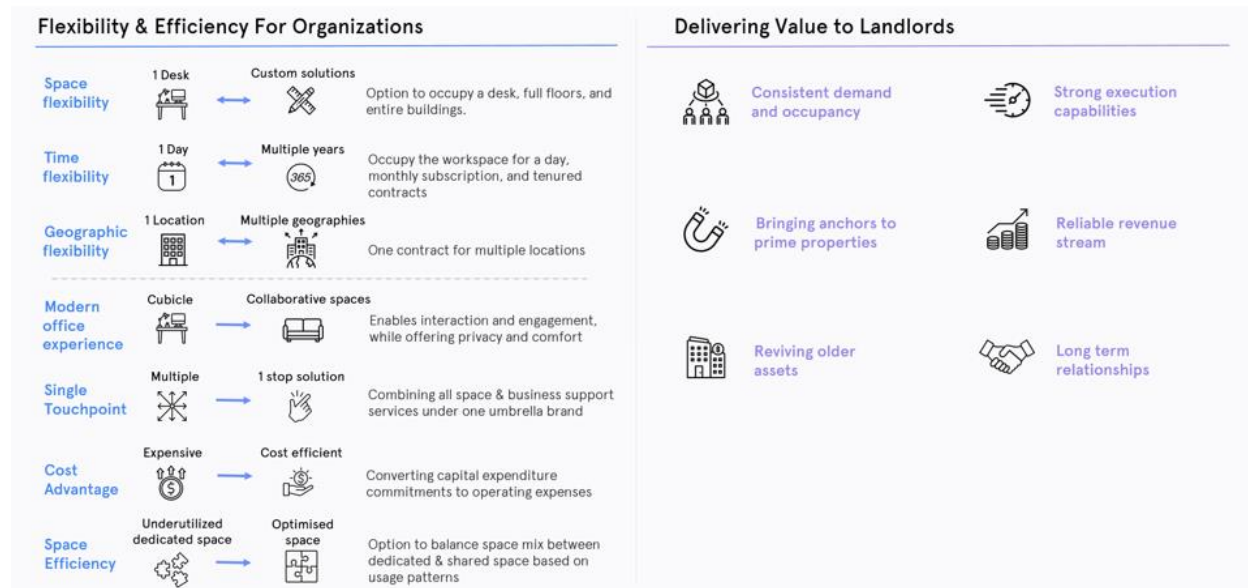 Flexibility & Efficiency For Organizations
Space
flexibility
1 Desk
Custom solutions
Option to occupy a desk, full floors, and
entire buildings.
Time
flexibility
1 Day
1
Multiple years
365
Occupy the workspace for a day,
monthly subscription, and tenured
contracts
Geographic
flexibility
1 Location
Multiple geographies
One contract for multiple locations
Modern
office
experience
Cubicle
Collaborative spaces
Enables interaction and engagement,
while offering privacy and comfort
Single
Touchpoint
Multiple
1 stop solution
Combining all space & business support
services under one umbrella brand
Cost
Advantage
Expensive
$
Cost efficient
$
Converting capital expenditure
commitments to operating expenses
Space
Efficiency
Underutilized
dedicated space
Optimised
space
Option to balance space mix between
dedicated & shared space based on
usage patterns
Delivering Value to Landlords
Consistent demand
and occupancy
Strong execution
capabilities
Bringing anchors to
prime properties
Reliable revenue
stream
Reviving older
assets
Long term
relationships